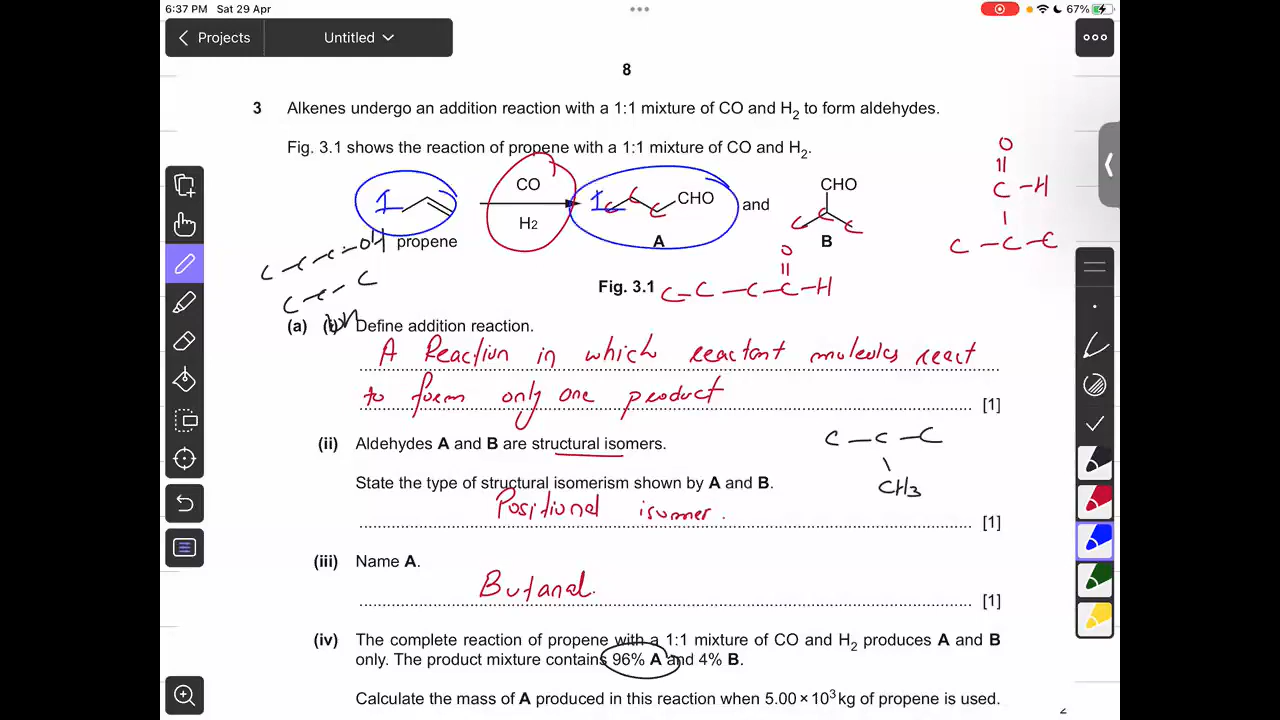 6:37 PM Sat 29 Apr
67%
Projects
Untitled
8
3 Alkenes undergo an addition reaction with a 1:1 mixture of CO and H2 to form aldehydes.
Fig. 3.1 shows the reaction of propene with a 1:1 mixture of CO and H2.
O
CO
CHO
C - H
1
1
CHO
and
H2
propene
A
B
C - C - C
C - C - C - OH
O
C - C - C
Fig. 3.1
C - C - C - C - H
OH
(a) (i) Define addition reaction.
A Reaction in which reactant molecules react
to form only one product
[1]
(ii) Aldehydes A and B are structural isomers.
C - C - C
State the type of structural isomerism shown by A and B.
CH3
Positional isomer.
[1]
(iii) Name A.
Butanal.
[1]
(iv) The complete reaction of propene with a 1:1 mixture of CO and H2 produces A and B
only. The product mixture contains 96% A and 4% B.
Calculate the mass of A produced in this reaction when 5.00 × 10³ kg of propene is used.